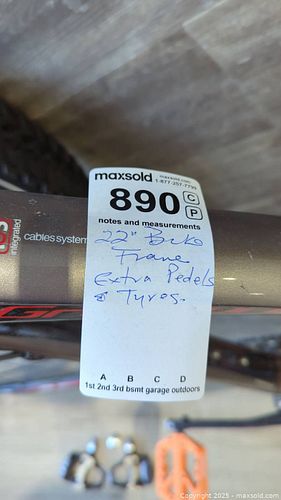 maxsold maxsold.com
1-877-257-7799
890 C
P
notes and measurements
22" Bike
Frame
Extra Pedels
& Tyres.
A B C D
1st 2nd 3rd bsmt garage outdoors
integrated
cables system
Copyright 2025 - maxsold.com